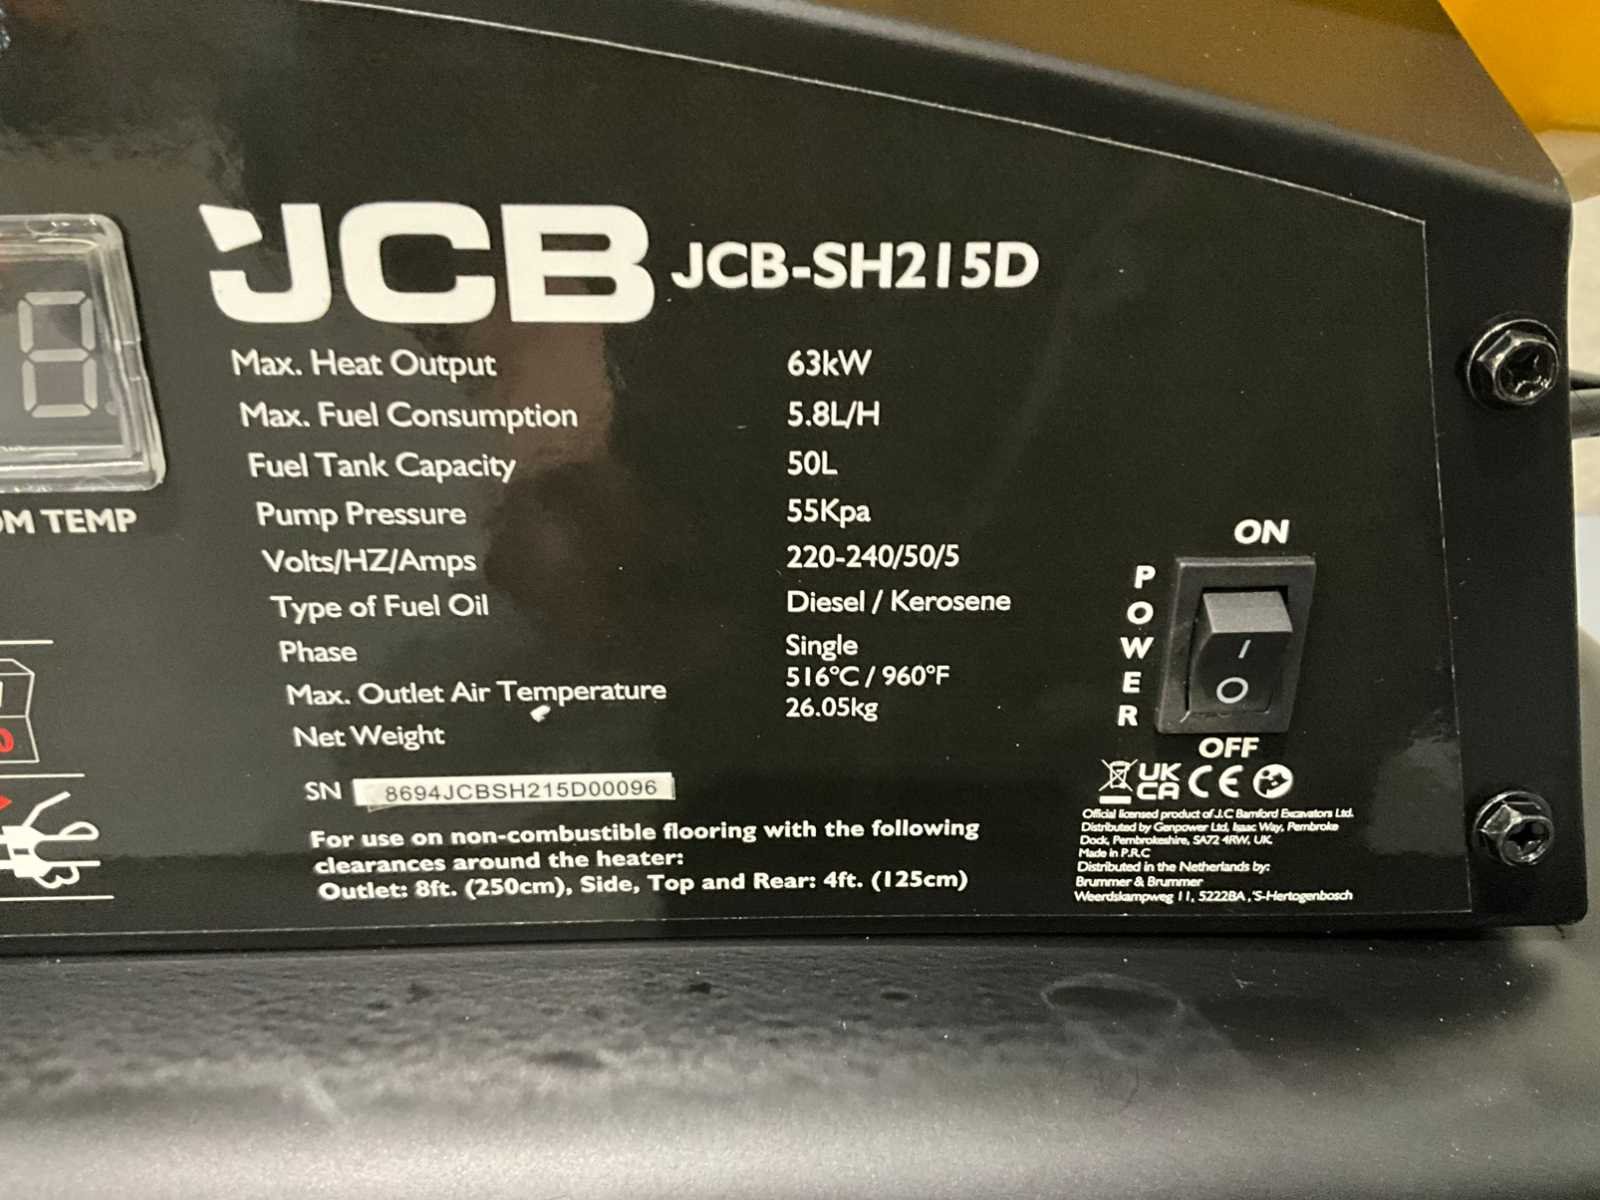 JCB JCB-SH215D
Max. Heat Output 63kW
Max. Fuel Consumption 5.8L/H
Fuel Tank Capacity 50L
Pump Pressure 55Kpa
Volts/HZ/Amps 220-240/50/5
Type of Fuel Oil Diesel / Kerosene
Phase Single
Max. Outlet Air Temperature 516°C / 960°F
Net Weight 26.05kg
SN 8694JCBSH215D00096
For use on non-combustible flooring with the following
clearances around the heater:
Outlet: 8ft. (250cm), Side, Top and Rear: 4ft. (125cm)
TEMP
ON
POWER
I
O
OFF
UK
CA CE
Official licensed product of J.C Bamford Excavators Ltd.
Distributed by Genpower Ltd, Isaac Way, Pembroke
Dock, Pembrokeshire, SA72 4RW, UK.
Made in P.R.C
Distributed in the Netherlands by:
Brummer & Brummer
Weerdskampweg 11, 5222BA ,'S-Hertogenbosch